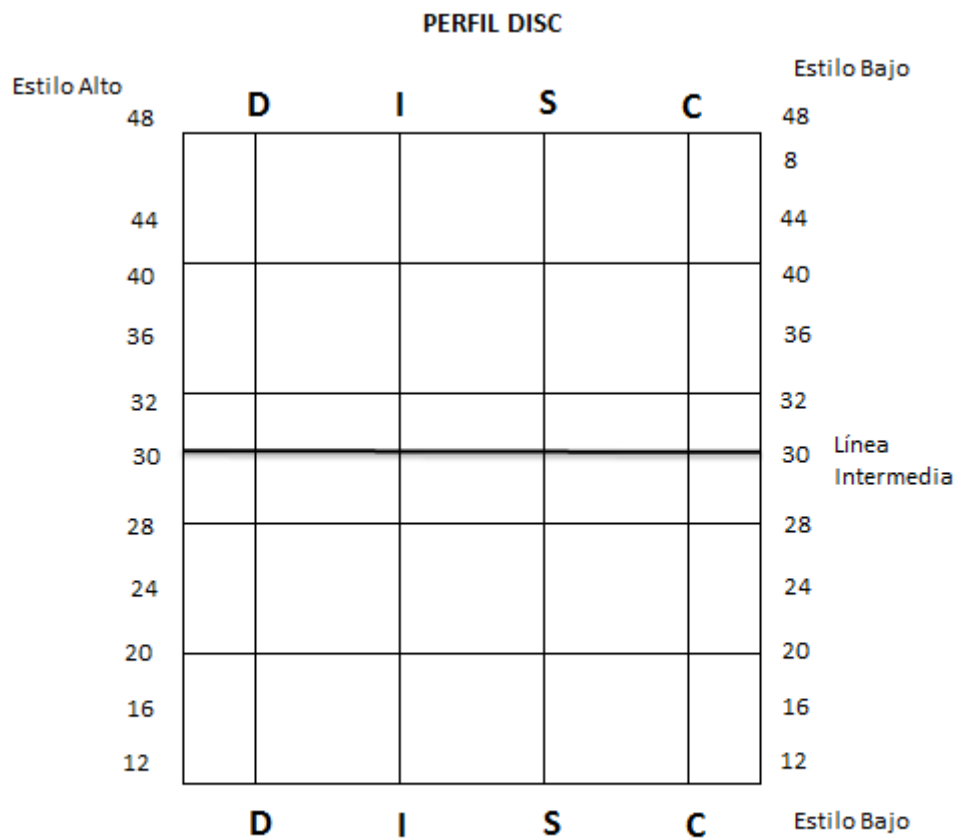 PERFIL DISC
Estilo Bajo
Estilo Alto
D I S C
48 48
8
44 44
40 40
36 36
32 32
30 30 Línea
Intermedia
28 28
24 24
20 20
16 16
12 12
D I S C Estilo Bajo